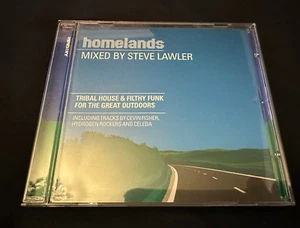 homelands
MIXED BY STEVE LAWLER
TRIBAL HOUSE & FILTHY FUNK
FOR THE GREAT OUTDOORS
INCLUDING TRACKS BY CEVIN FISHER,
HYDROGEN ROCKERS AND CELEDA